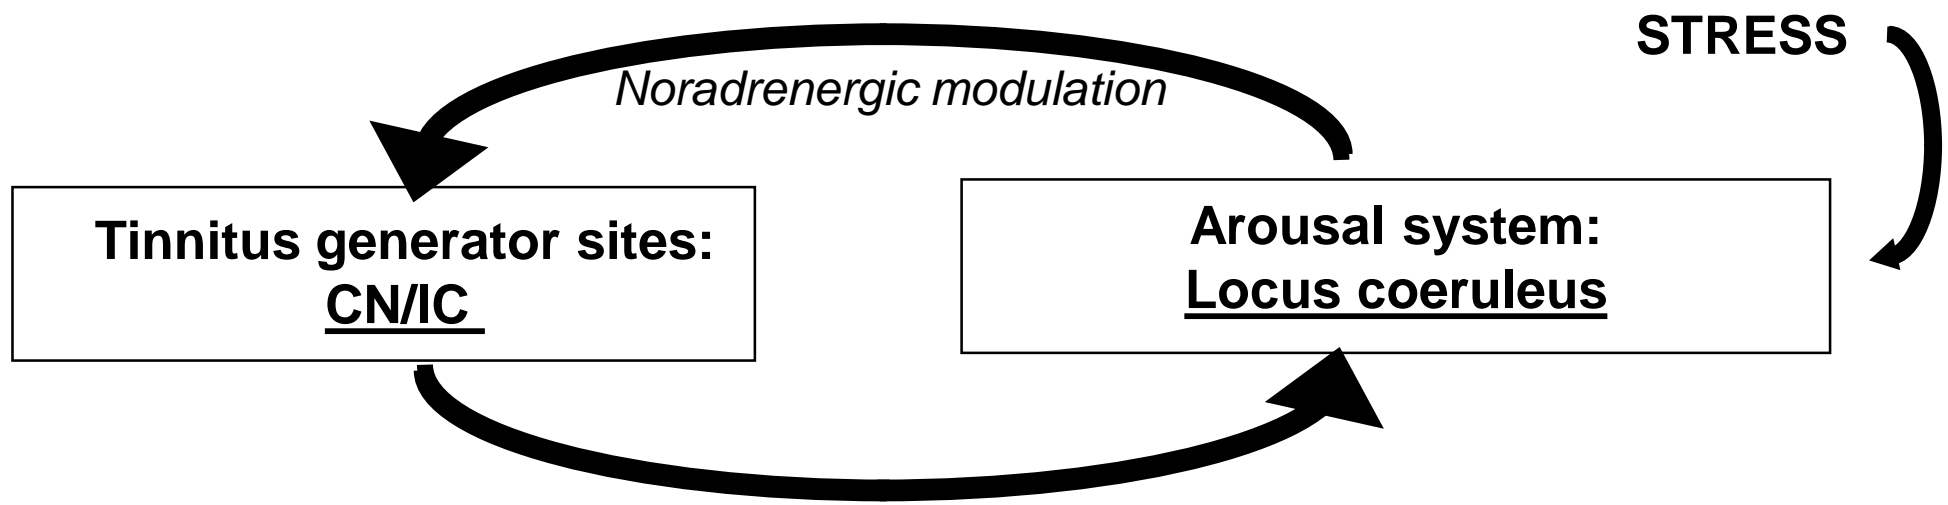 STRESS
Noradrenergic modulation
Tinnitus generator sites:
CN/IC
Arousal system:
Locus coeruleus